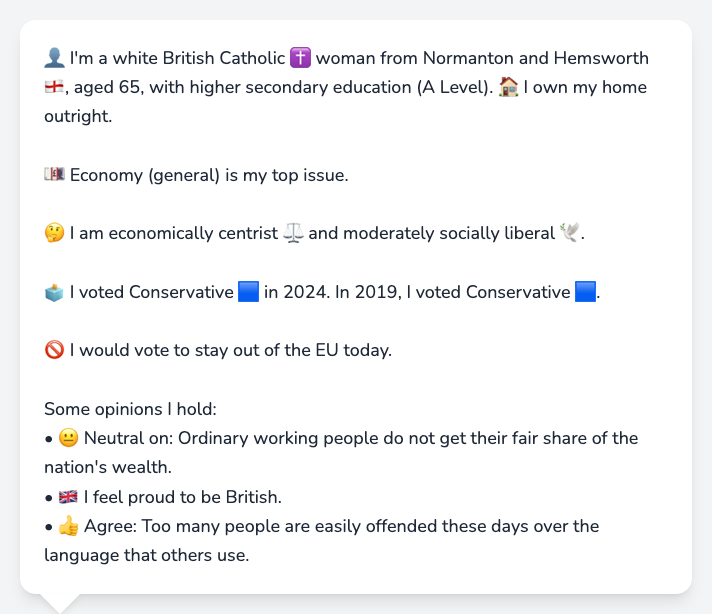 👤 I'm a white British Catholic ✝️ woman from Normanton and Hemsworth
🏴󠁧󠁢󠁥󠁮󠁧󠁿, aged 65, with higher secondary education (A Level). 🏠 I own my home
outright.
💷 Economy (general) is my top issue.
🤔 I am economically centrist ⚖️ and moderately socially liberal 🕊️.
🗳️ I voted Conservative 🟦 in 2024. In 2019, I voted Conservative 🟦.
🚫 I would vote to stay out of the EU today.
Some opinions I hold:
• 😐 Neutral on: Ordinary working people do not get their fair share of the
nation's wealth.
• 🇬🇧 I feel proud to be British.
• 👍 Agree: Too many people are easily offended these days over the
language that others use.